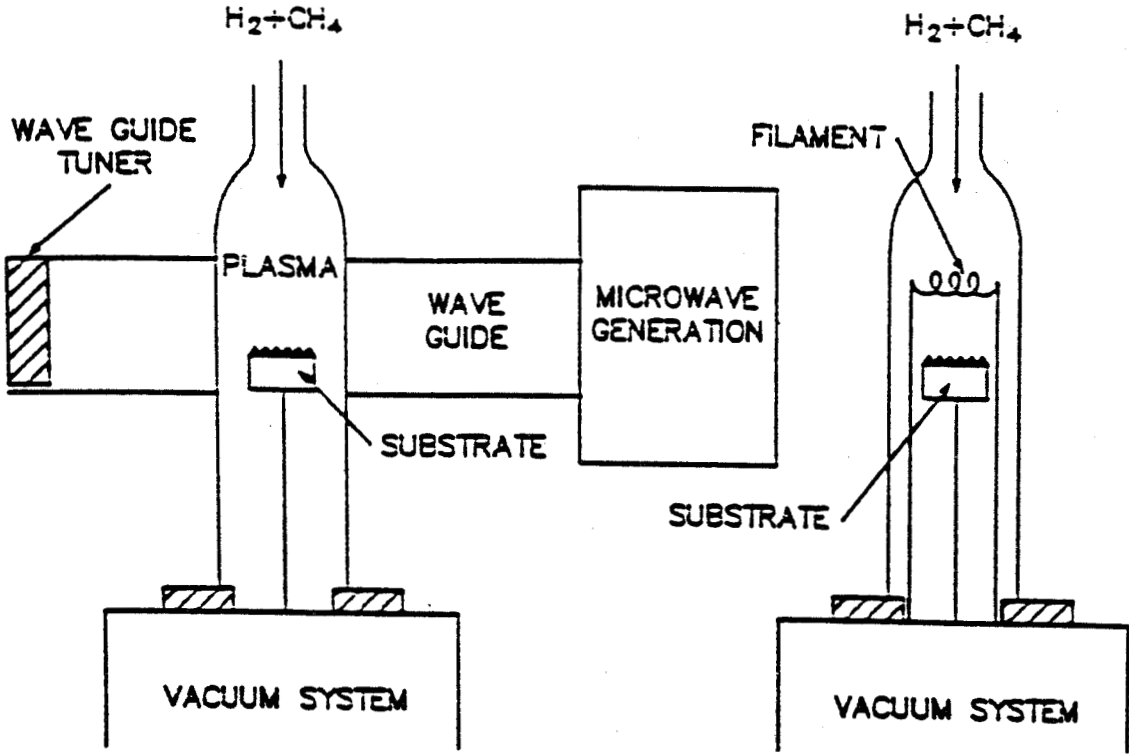 H₂+CH₄
WAVE GUIDE
TUNER
PLASMA
WAVE
GUIDE
MICROWAVE
GENERATION
SUBSTRATE
VACUUM SYSTEM
H₂+CH₄
FILAMENT
SUBSTRATE
VACUUM SYSTEM